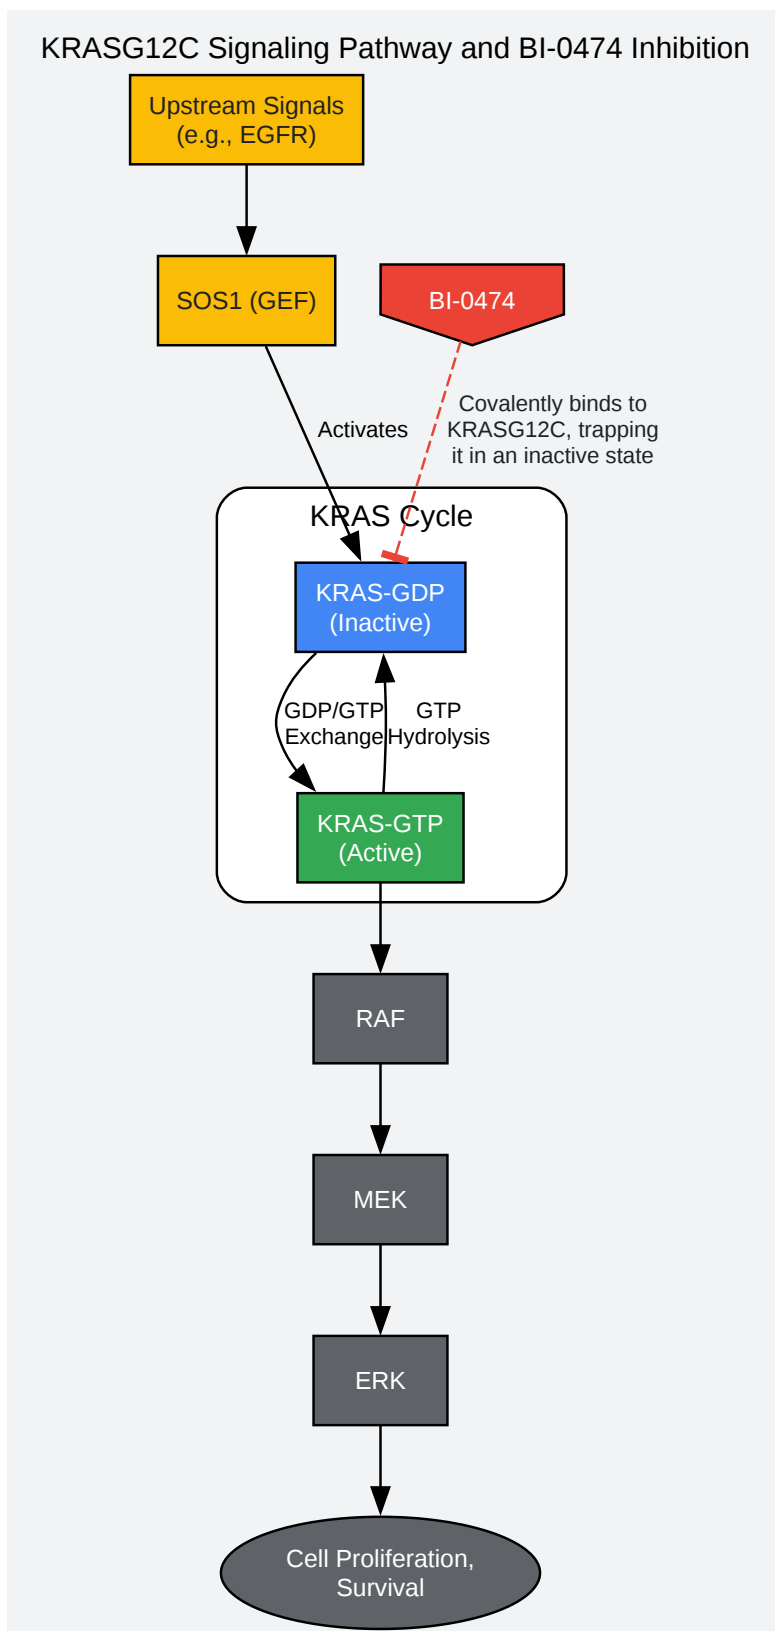 KRASG12C Signaling Pathway and BI-0474 Inhibition
Upstream Signals
(e.g., EGFR)
SOS1 (GEF)
BI-0474
Activates
Covalently binds to
KRASG12C, trapping
it in an inactive state
KRAS Cycle
KRAS-GDP
(Inactive)
GDP/GTP
Exchange
GTP
Hydrolysis
KRAS-GTP
(Active)
RAF
MEK
ERK
Cell Proliferation,
Survival